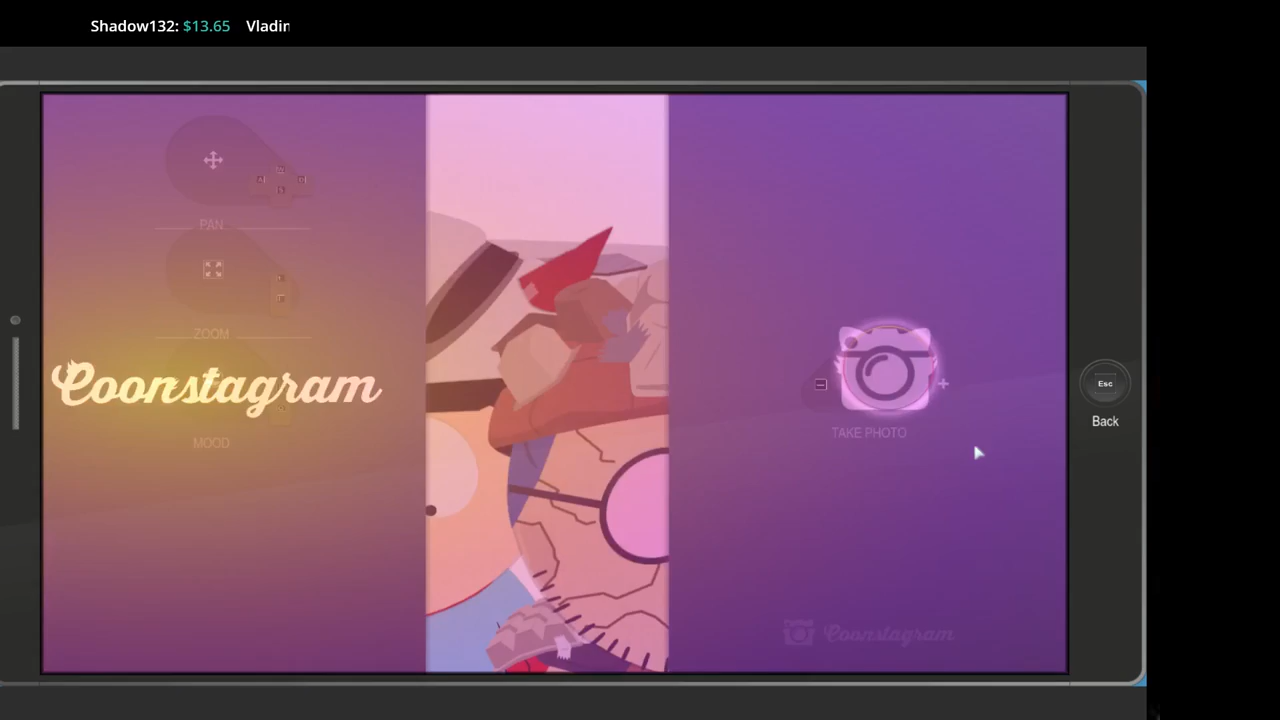 Shadow132: $13.65 Vladin
PAN
ZOOM
Coonstagram
MOOD
TAKE PHOTO
Esc
Back
Coonstagram